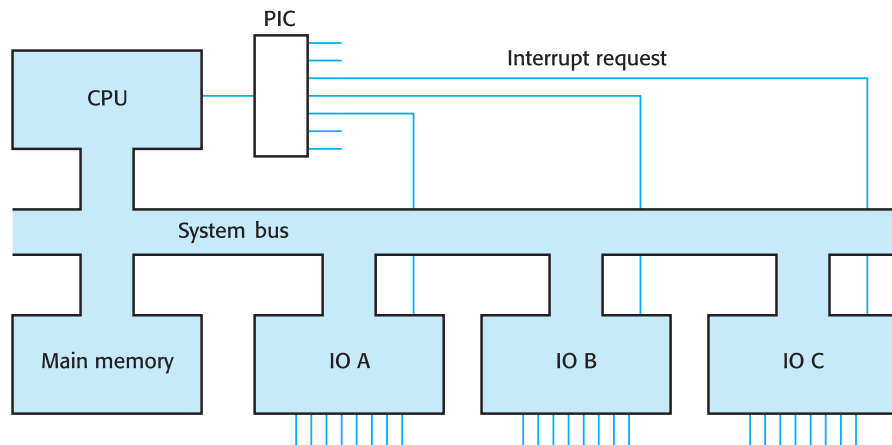 PIC
Interrupt request
CPU
System bus
Main memory
IO A
IO B
IO C